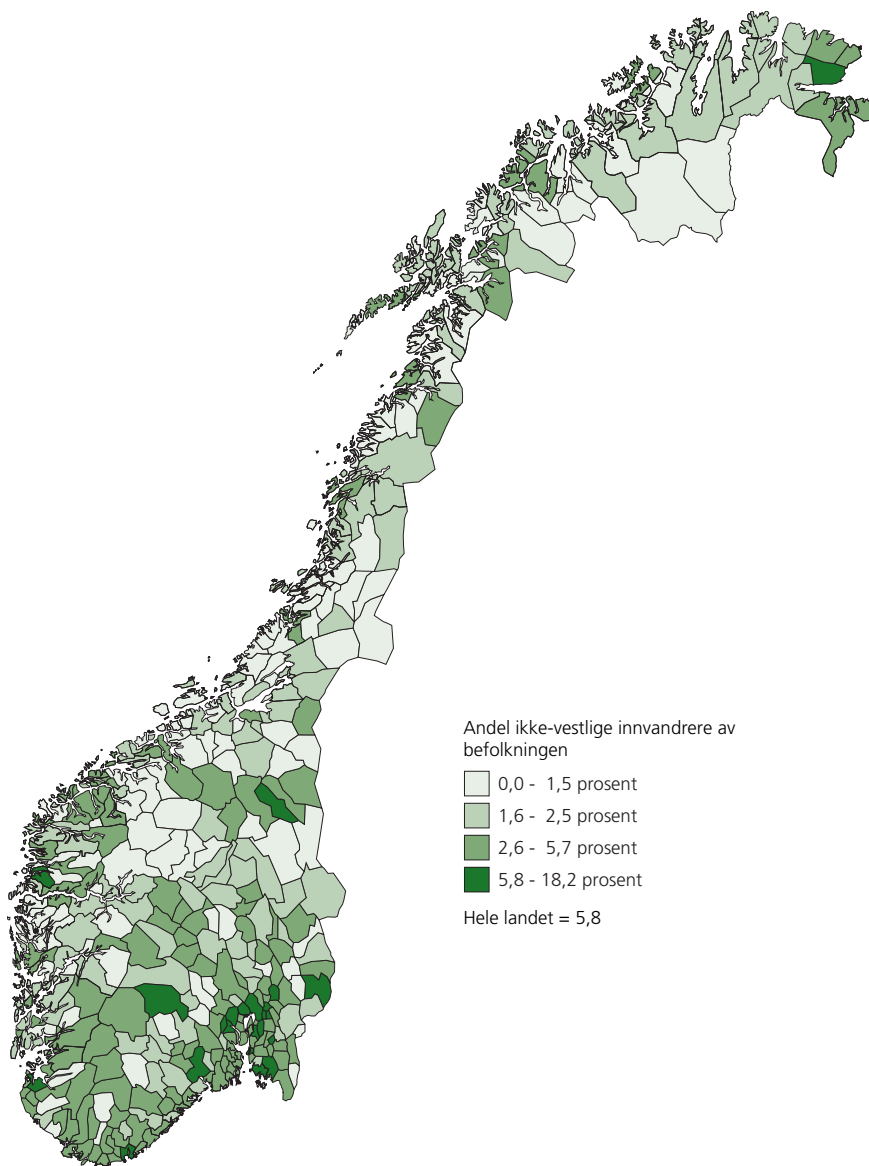 Andel ikke-vestlige innvandrere av
befolkningen
0,0 - 1,5 prosent
1,6 - 2,5 prosent
2,6 - 5,7 prosent
5,8 - 18,2 prosent
Hele landet = 5,8